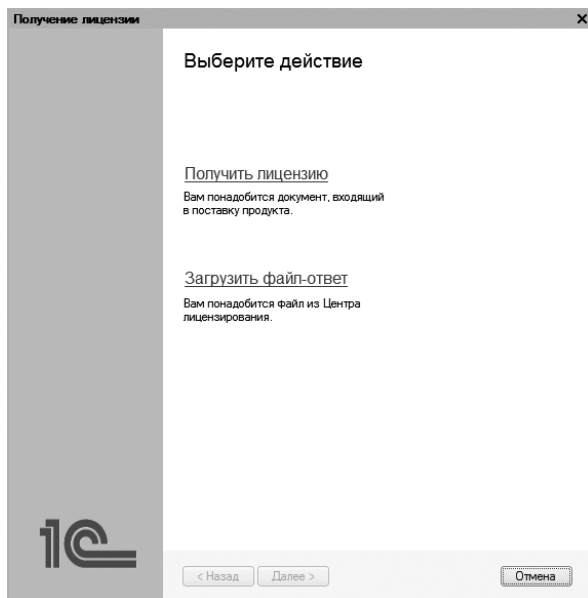 Получение лицензии
Выберите действие
Получить лицензию
Вам понадобится документ, входящий
в поставку продукта.
Загрузить файл-ответ
Вам понадобится файл из Центра
лицензирования.
1С
< Назад Далее > Отмена